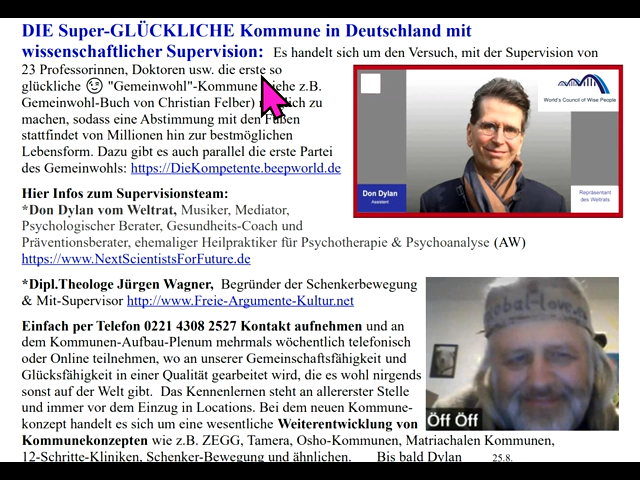 DIE Super-GLÜCKLICHE Kommune in Deutschland mit
wissenschaftlicher Supervision: Es handelt sich um den Versuch, mit der Supervision von
23 Professorinnen, Doktoren usw. die erste so
glückliche 😉 "Gemeinwohl"-Kommune z.B.
Gemeinwohl-Buch von Christian Felber) zu
machen, sodass eine Abstimmung mit den Füßen
stattfindet von Millionen hin zur bestmöglichen
Lebensform. Dazu gibt es auch parallel die erste Partei
des Gemeinwohls: https://DieKompetente.beepworld.de
World's Council of Wise People
Don Dylan
Assistent
Repräsentant
des Weltrats
Hier Infos zum Supervisionsteam:
*Don Dylan vom Weltrat, Musiker, Mediator,
Psychologischer Berater, Gesundheits-Coach und
Präventionsberater, ehemaliger Heilpraktiker für Psychotherapie & Psychoanalyse (AW)
https://www.NextScientistsForFuture.de
*Dipl.Theologe Jürgen Wagner, Begründer der Schenkerbewegung
& Mit-Supervisor http://www.Freie-Argumente-Kultur.net
Einfach per Telefon 0221 4308 2527 Kontakt aufnehmen und an
dem Kommunen-Aufbau-Plenum mehrmals wöchentlich telefonisch
oder Online teilnehmen, wo an unserer Gemeinschaftsfähigkeit und
Glücksfähigkeit in einer Qualität gearbeitet wird, die es wohl nirgends
sonst auf der Welt gibt. Das Kennenlernen steht an allererster Stelle
und immer vor dem Einzug in Locations. Bei dem neuen Kommune-
konzept handelt es sich um eine wesentliche Weiterentwicklung von
Kommunekonzepten wie z.B. ZEGG, Tamera, Osho-Kommunen, Matriachalen Kommunen,
12-Schritte-Kliniken, Schenker-Bewegung und ähnlichen. Bis bald Dylan 25.8.
global-love.
Öff Öff